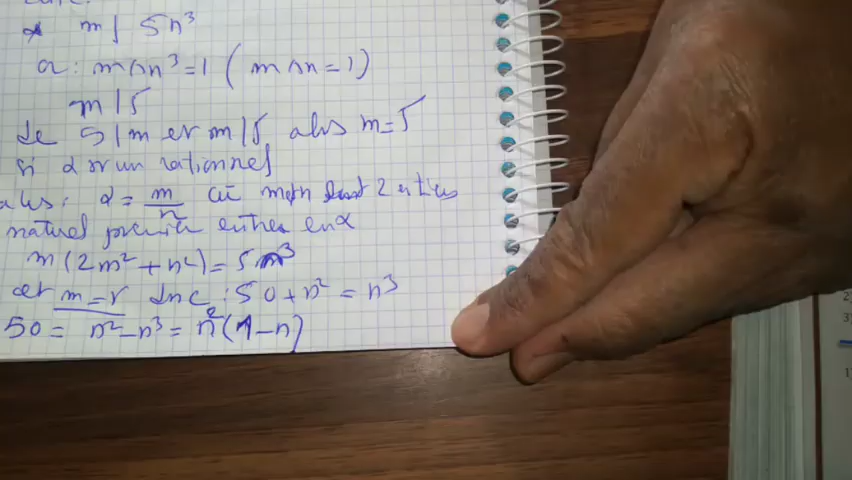 m | 5n³
a: m∧n³=1 (m∧n=1)
m | 5
de 5 | m et m | 5 alors m=5
si α un rationnel
alors: α = m/n où m et n sont 2 entiers
naturel premier entre eux
m(2m²+n²)=5n³
et m=5 donc: 50+n²=n³
50= n²-n³= n²(1-n)